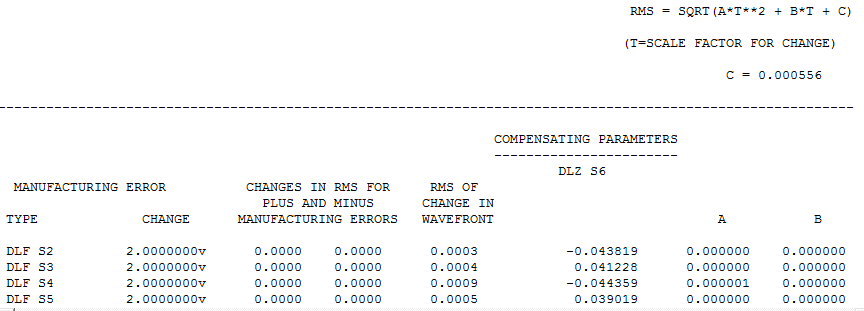 RMS = SQRT(A*T**2 + B*T + C)
(T=SCALE FACTOR FOR CHANGE)
C = 0.000556
--------------------------------------------------------------------------------------------------------
COMPENSATING PARAMETERS
-----------------------
DLZ S6
MANUFACTURING ERROR CHANGES IN RMS FOR RMS OF
PLUS AND MINUS CHANGE IN
TYPE CHANGE MANUFACTURING ERRORS WAVEFRONT A B
DLF S2 2.0000000v 0.0000 0.0000 0.0003 -0.043819 0.000000 0.000000
DLF S3 2.0000000v 0.0000 0.0000 0.0004 0.041228 0.000000 0.000000
DLF S4 2.0000000v 0.0000 0.0000 0.0009 -0.044359 0.000001 0.000000
DLF S5 2.0000000v 0.0000 0.0000 0.0005 0.039019 0.000000 0.000000